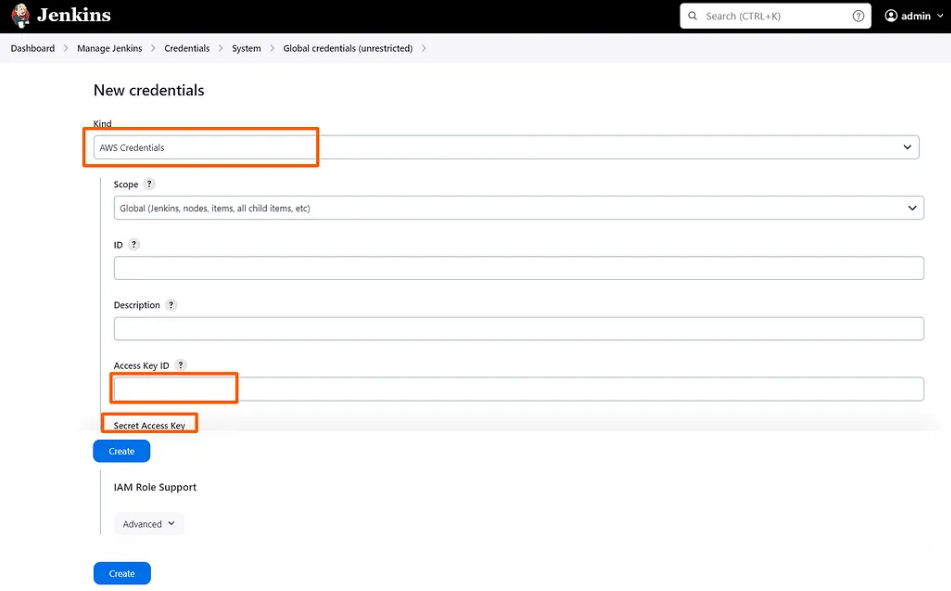 Jenkins
Search (CTRL+K) ?
admin
Dashboard > Manage Jenkins > Credentials > System > Global credentials (unrestricted) >
New credentials
Kind
AWS Credentials
Scope ?
Global (Jenkins, nodes, items, all child items, etc)
ID ?
Description ?
Access Key ID ?
Secret Access Key
Create
IAM Role Support
Advanced
Create